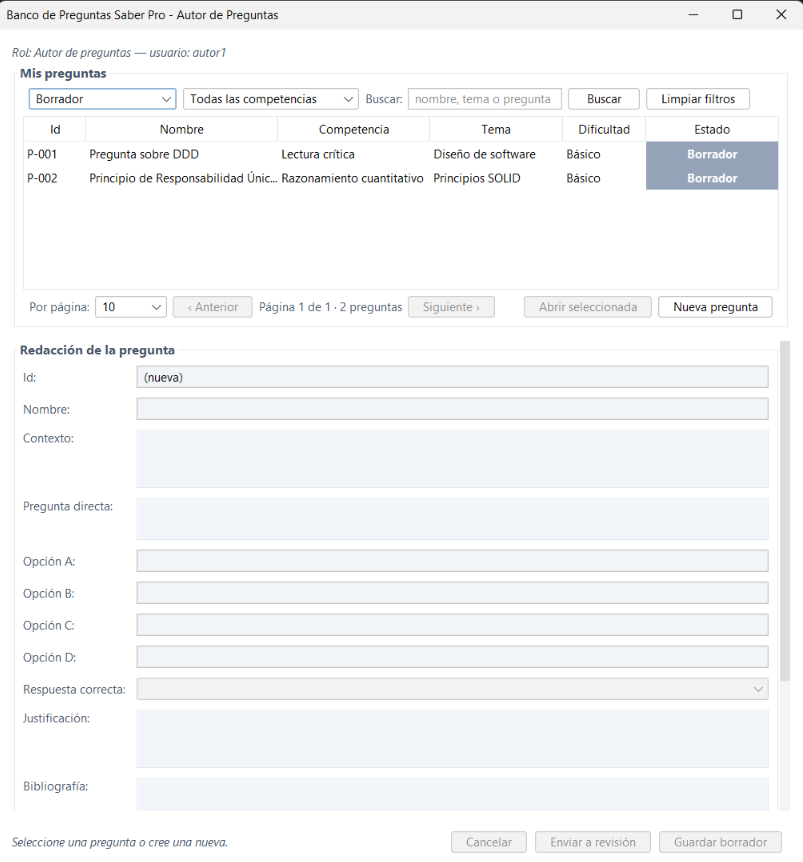 Banco de Preguntas Saber Pro - Autor de Preguntas
Rol: Autor de preguntas — usuario: autor1
Mis preguntas
Borrador Todas las competencias Buscar: nombre, tema o pregunta Buscar Limpiar filtros
Id Nombre Competencia Tema Dificultad Estado
P-001 Pregunta sobre DDD Lectura crítica Diseño de software Básico Borrador
P-002 Principio de Responsabilidad Únic... Razonamiento cuantitativo Principios SOLID Básico Borrador
Por página: 10 ‹ Anterior Página 1 de 1 · 2 preguntas Siguiente › Abrir seleccionada Nueva pregunta
Redacción de la pregunta
Id: (nueva)
Nombre:
Contexto:
Pregunta directa:
Opción A:
Opción B:
Opción C:
Opción D:
Respuesta correcta:
Justificación:
Bibliografía:
Seleccione una pregunta o cree una nueva. Cancelar Enviar a revisión Guardar borrador